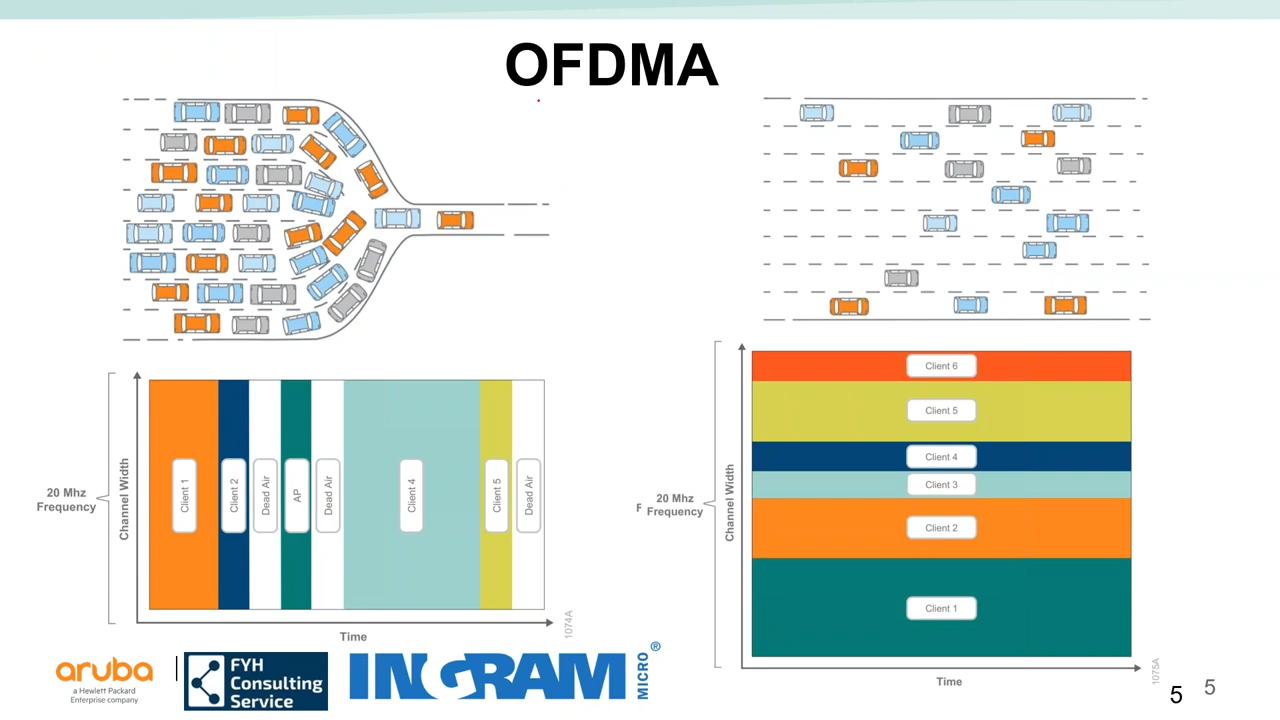 OFDMA
20 Mhz
Frequency
Channel Width
Client 1
Client 2
Dead Air
AP
Dead Air
Client 4
Client 5
Dead Air
Time
1074A
F
20 Mhz
Frequency
Channel Width
Client 6
Client 5
Client 4
Client 3
Client 2
Client 1
Time
1075A
aruba
a Hewlett Packard
Enterprise company
FYH
Consulting
Service
INGRAM
MICRO
®
5
5